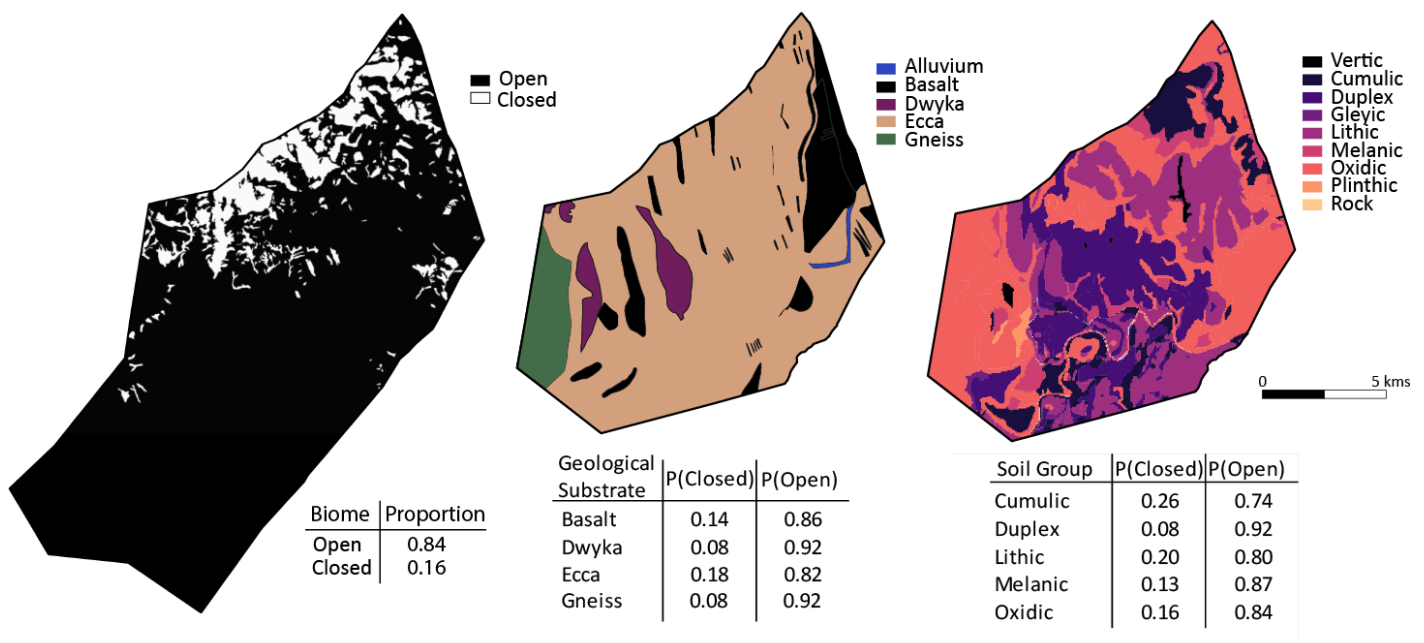 Open
Closed
Alluvium
Basalt
Dwyka
Ecca
Gneiss
Vertic
Cumulic
Duplex
Gleyic
Lithic
Melanic
Oxidic
Plinthic
Rock
0 5 kms
Biome Proportion
Open 0.84
Closed 0.16
Geological
Substrate P(Closed) P(Open)
Basalt 0.14 0.86
Dwyka 0.08 0.92
Ecca 0.18 0.82
Gneiss 0.08 0.92
Soil Group P(Closed) P(Open)
Cumulic 0.26 0.74
Duplex 0.08 0.92
Lithic 0.20 0.80
Melanic 0.13 0.87
Oxidic 0.16 0.84